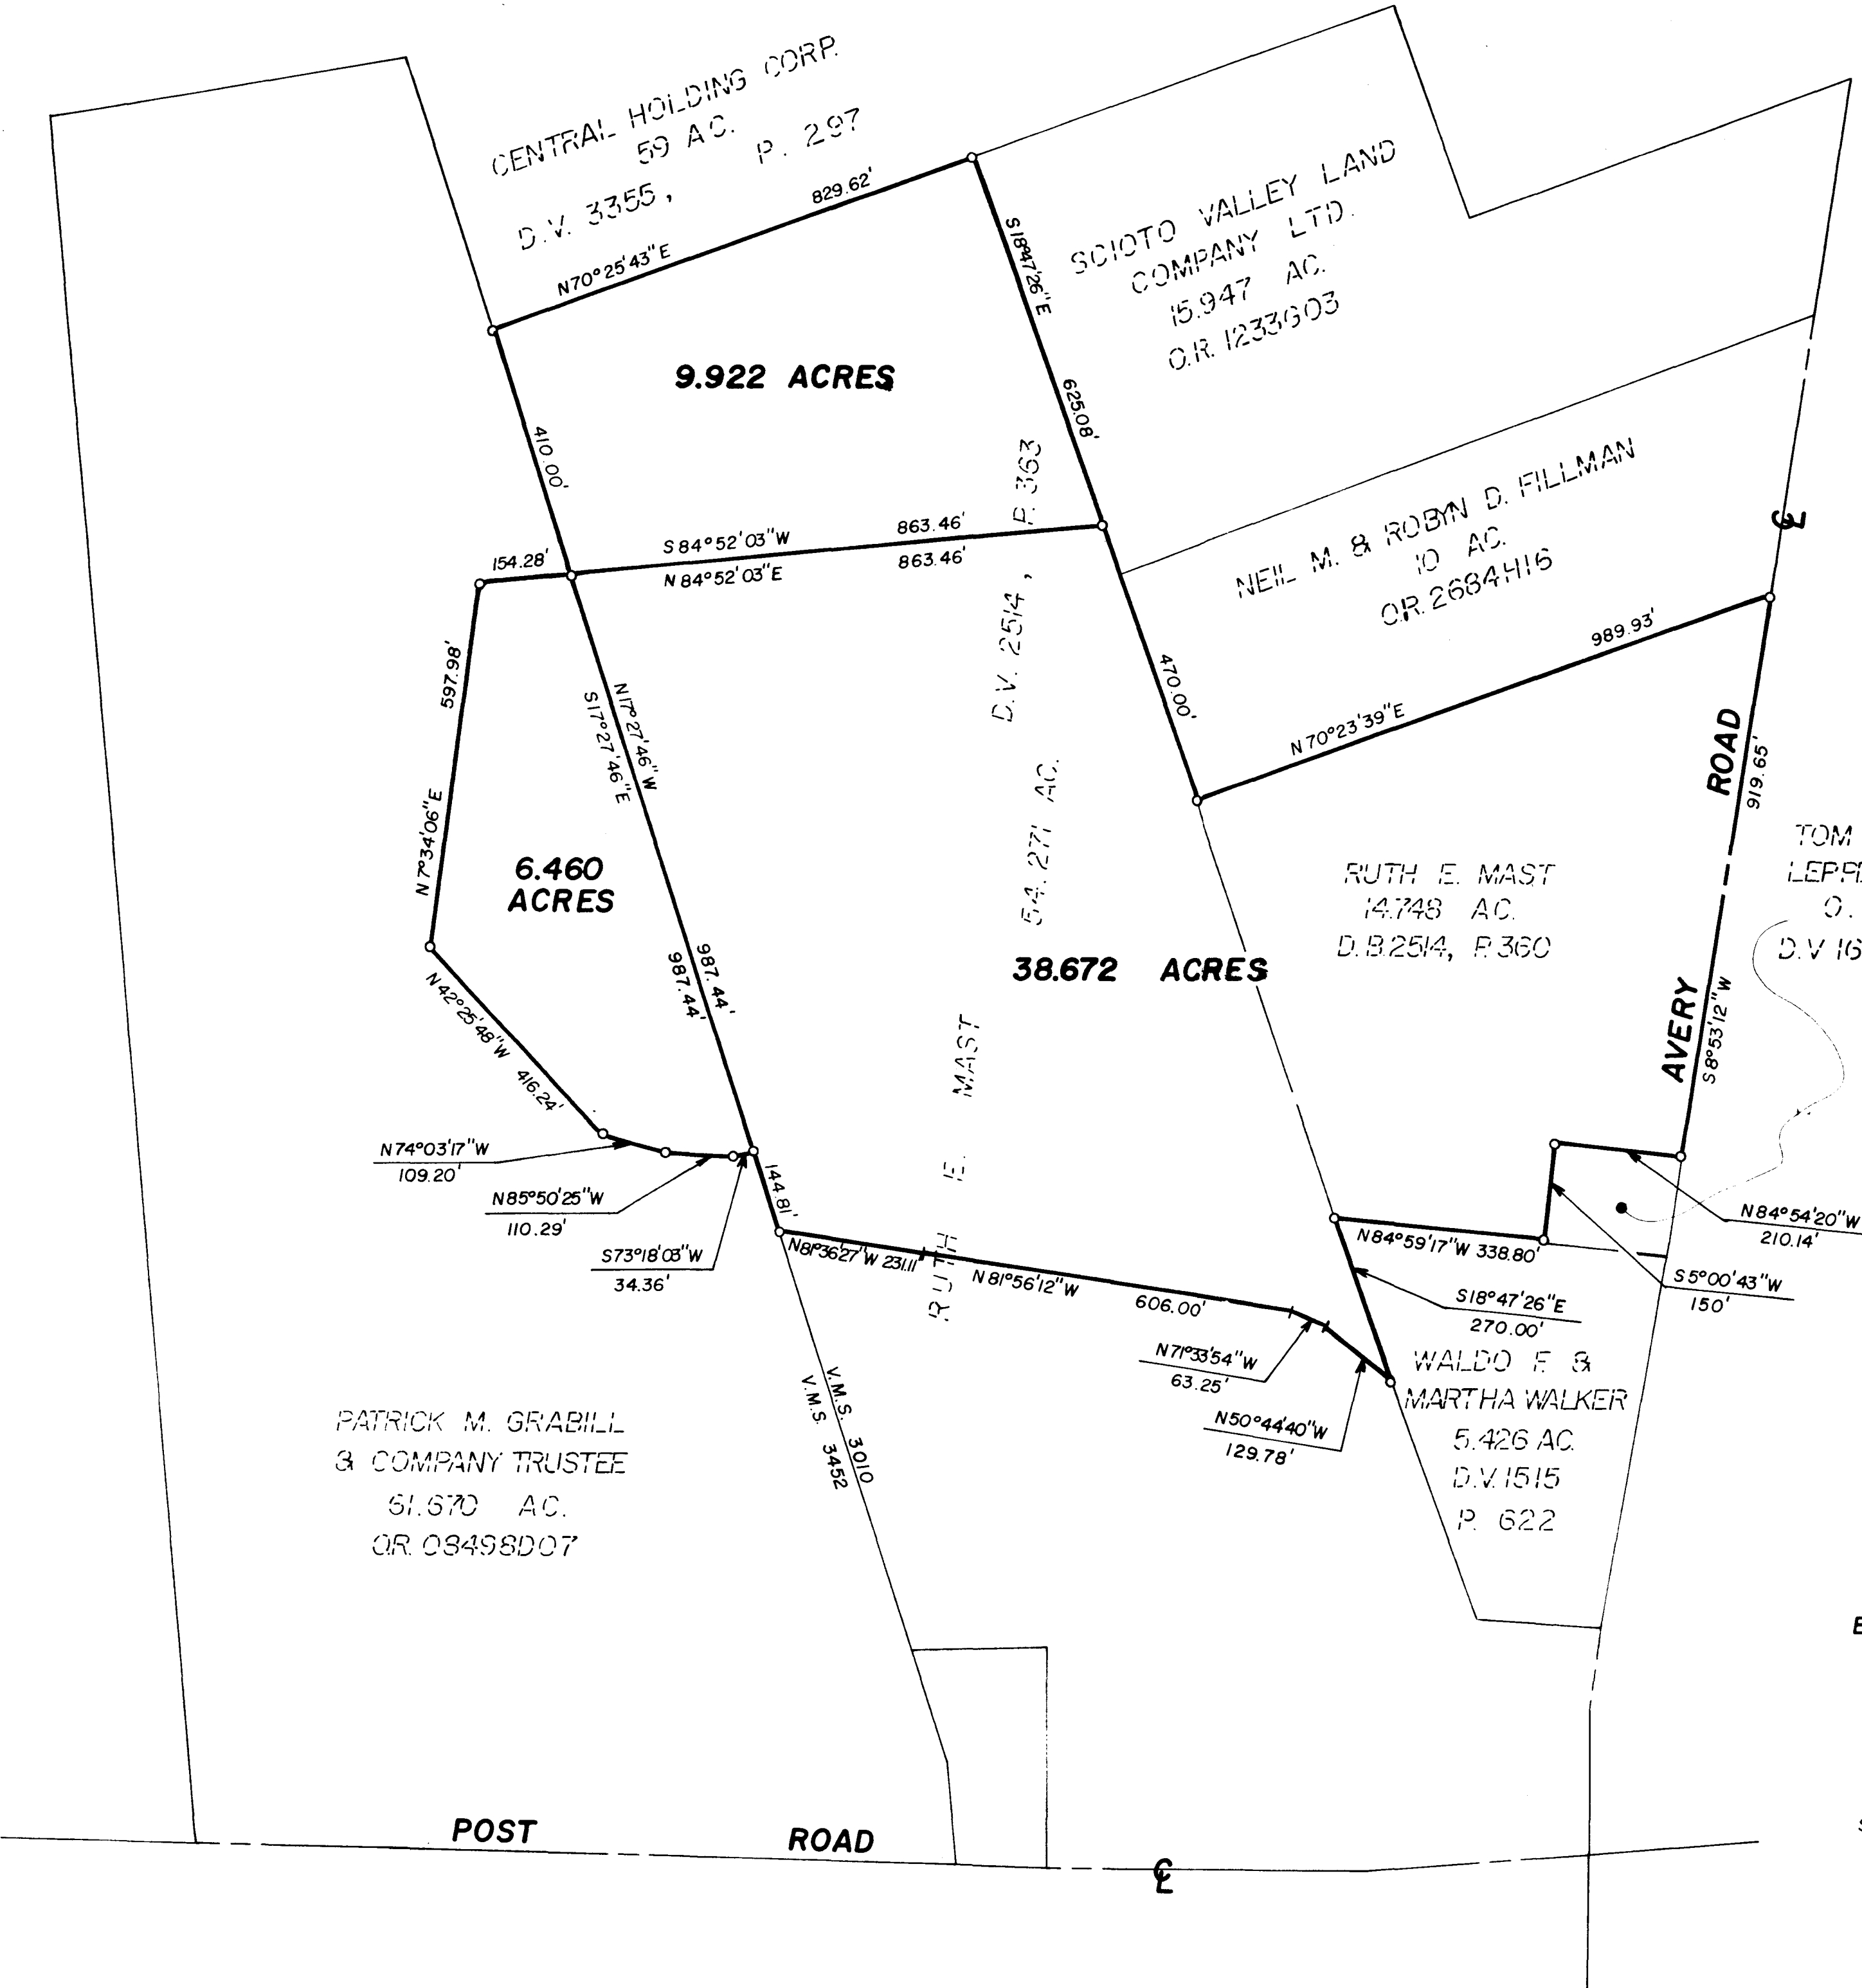 CENTRAL HOLDING CORP.
59 AC.
D.V. 3355, P. 297
829.62'
N70°25'43"E
S18°47'26"E
625.08'
SCIOTO VALLEY LAND
COMPANY LTD.
15.947 AC.
O.R. 1233G03
9.922 ACRES
410.00'
S84°52'03"W 863.46'
N84°52'03"E 863.46'
154.28'
NEIL M. & ROBYN D. FILLMAN
10 AC.
O.R. 2684H16
℄
989.93'
N70°23'39"E
470.00'
597.98'
N7°34'06"E
N17°27'46"W
S17°27'46"E
987.44'
987.44'
6.460
ACRES
RUTH E. MAST
54.271 AC.
D.V. 2514, P. 363
38.672 ACRES
RUTH E. MAST
14.748 AC.
D.B.2514, P.360
AVERY ROAD
S8°53'12"W
919.65'
TOM
O.
D.V 16
N42°25'48"W
416.24'
N74°03'17"W
109.20'
N85°50'25"W
110.29'
S73°18'03"W
34.36'
144.81'
N81°36'27"W 231.11'
N81°56'12"W
606.00'
N71°33'54"W
63.25'
N50°44'40"W
129.78'
N84°59'17"W 338.80'
S18°47'26"E
270.00'
N84°54'20"W
210.14'
S5°00'43"W
150'
WALDO F. &
MARTHA WALKER
5.426 AC.
D.V. 1515
P. 622
V.M.S. 3010
V.M.S. 3452
PATRICK M. GRABILL
& COMPANY TRUSTEE
61.670 AC.
O.R. 08498D07
POST ROAD
℄